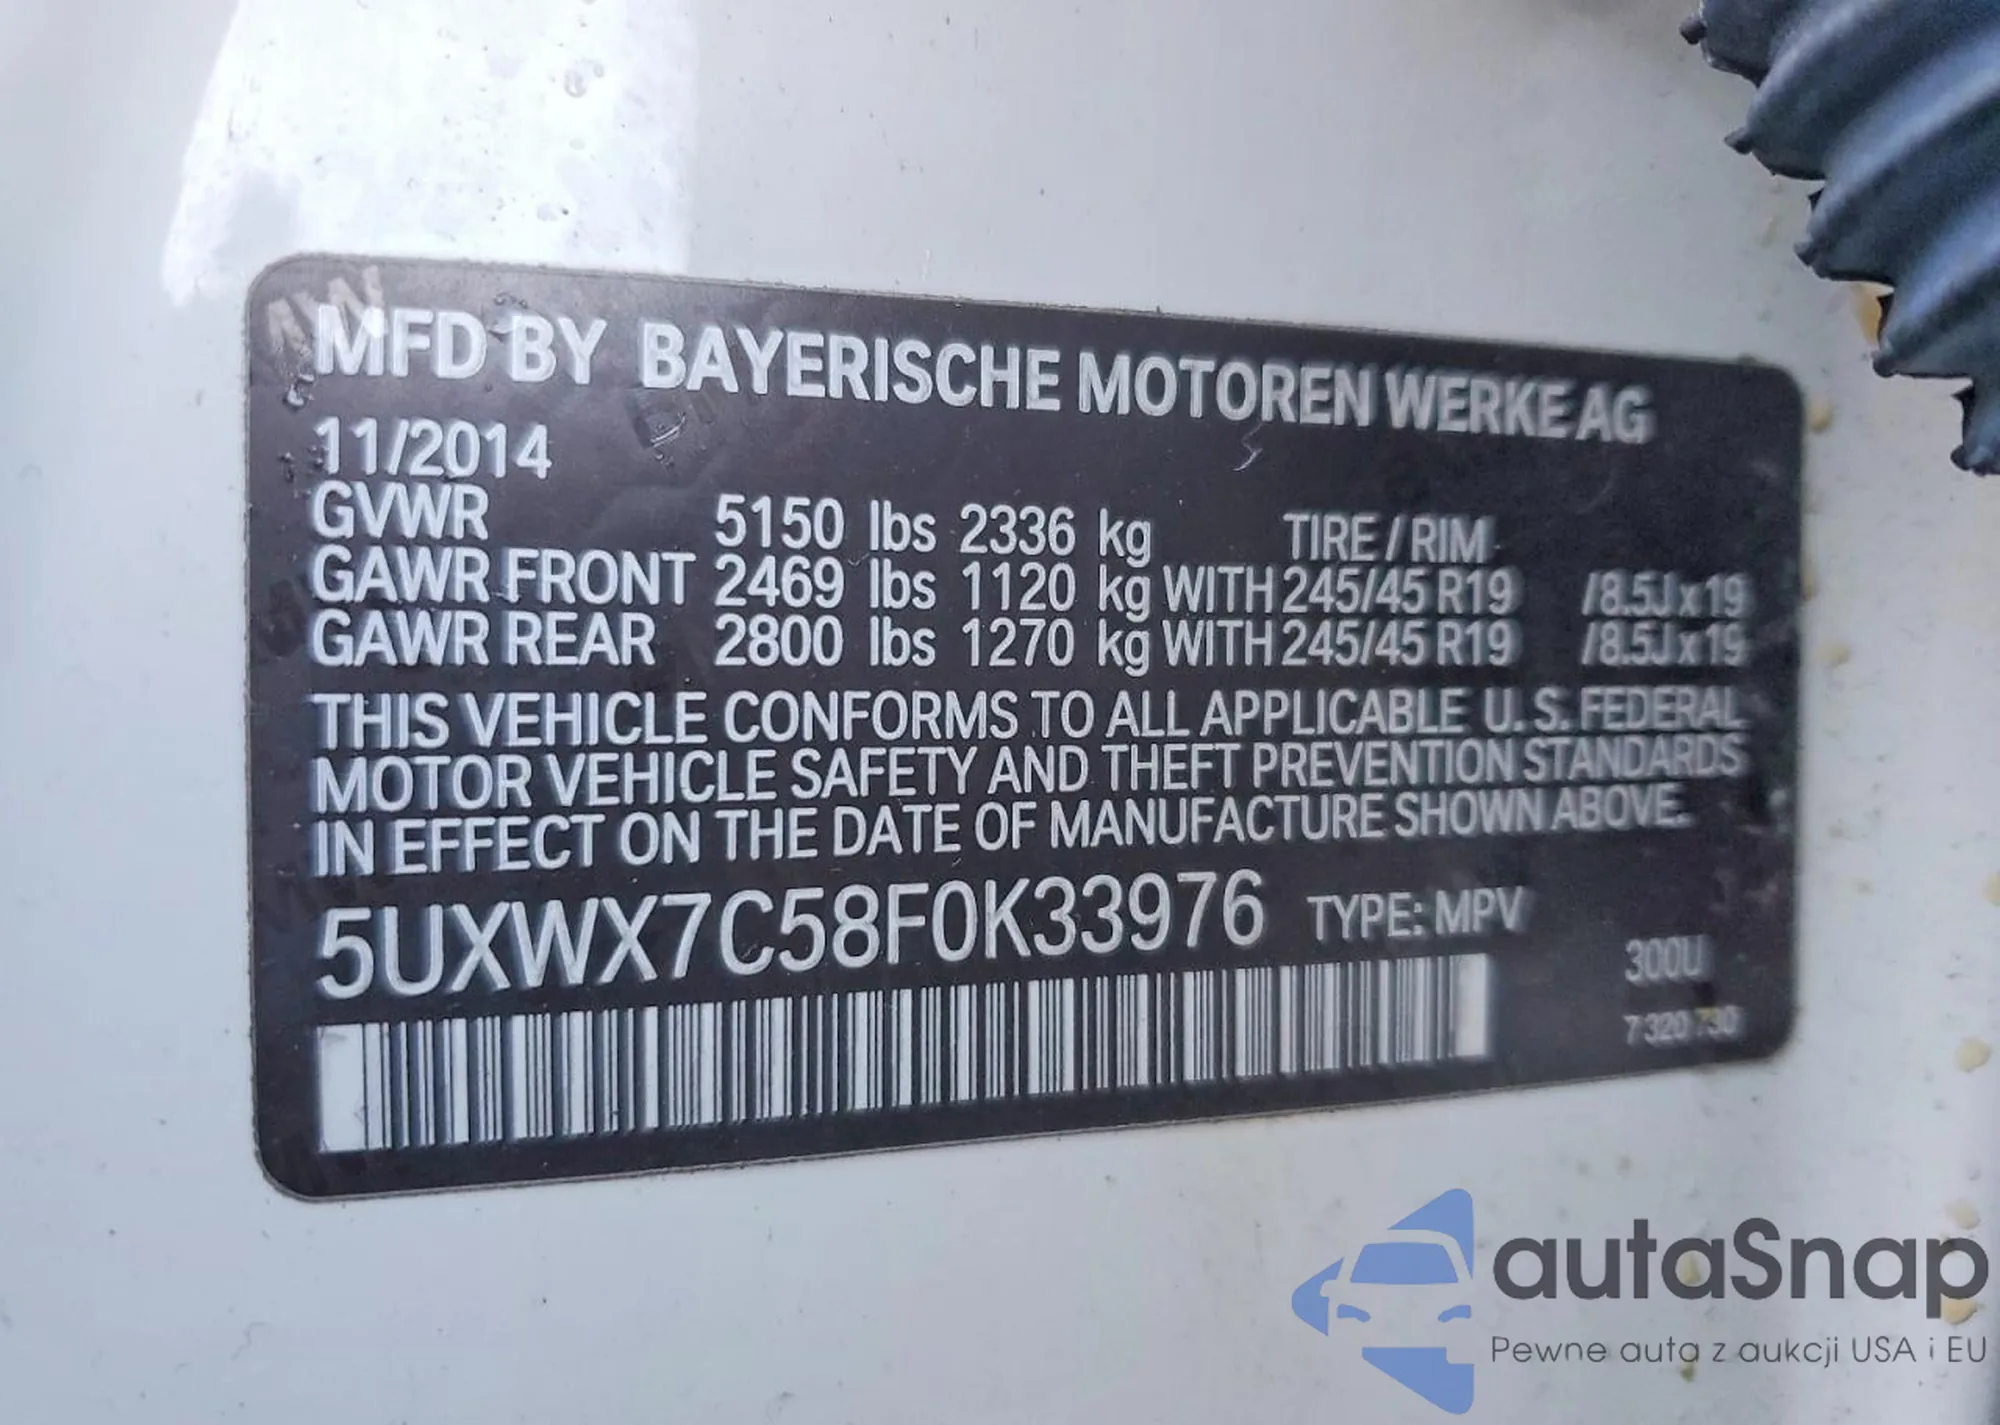 MFD BY BAYERISCHE MOTOREN WERKE AG
11/2014
GVWR 5150 lbs 2336 kg TIRE / RIM
GAWR FRONT 2469 lbs 1120 kg WITH 245/45 R19 /8.5J x 19
GAWR REAR 2800 lbs 1270 kg WITH 245/45 R19 /8.5J x 19
THIS VEHICLE CONFORMS TO ALL APPLICABLE U. S. FEDERAL
MOTOR VEHICLE SAFETY AND THEFT PREVENTION STANDARDS
IN EFFECT ON THE DATE OF MANUFACTURE SHOWN ABOVE.
5UXWX7C58F0K33976 TYPE: MPV
300U
7 320 730
autaSnap
Pewne auta z aukcji USA i EU